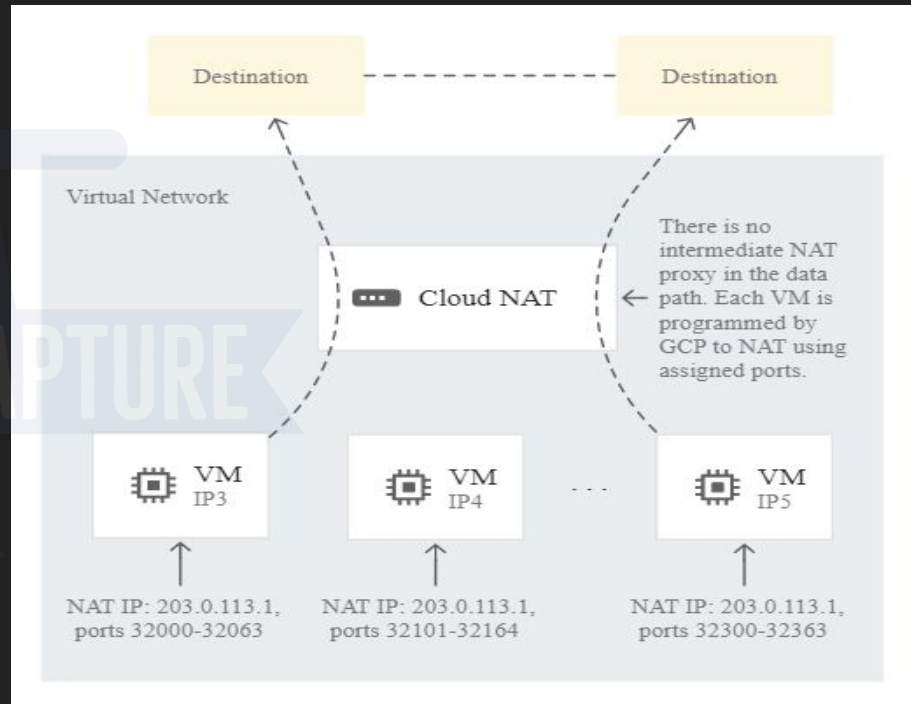 Destination
Destination
Virtual Network
There is no
intermediate NAT
proxy in the data
path. Each VM is
programmed by
GCP to NAT using
assigned ports.
Cloud NAT
VM
IP3
VM
IP4
. . .
VM
IP5
NAT IP: 203.0.113.1,
ports 32000-32063
NAT IP: 203.0.113.1,
ports 32101-32164
NAT IP: 203.0.113.1,
ports 32300-32363
APTURE